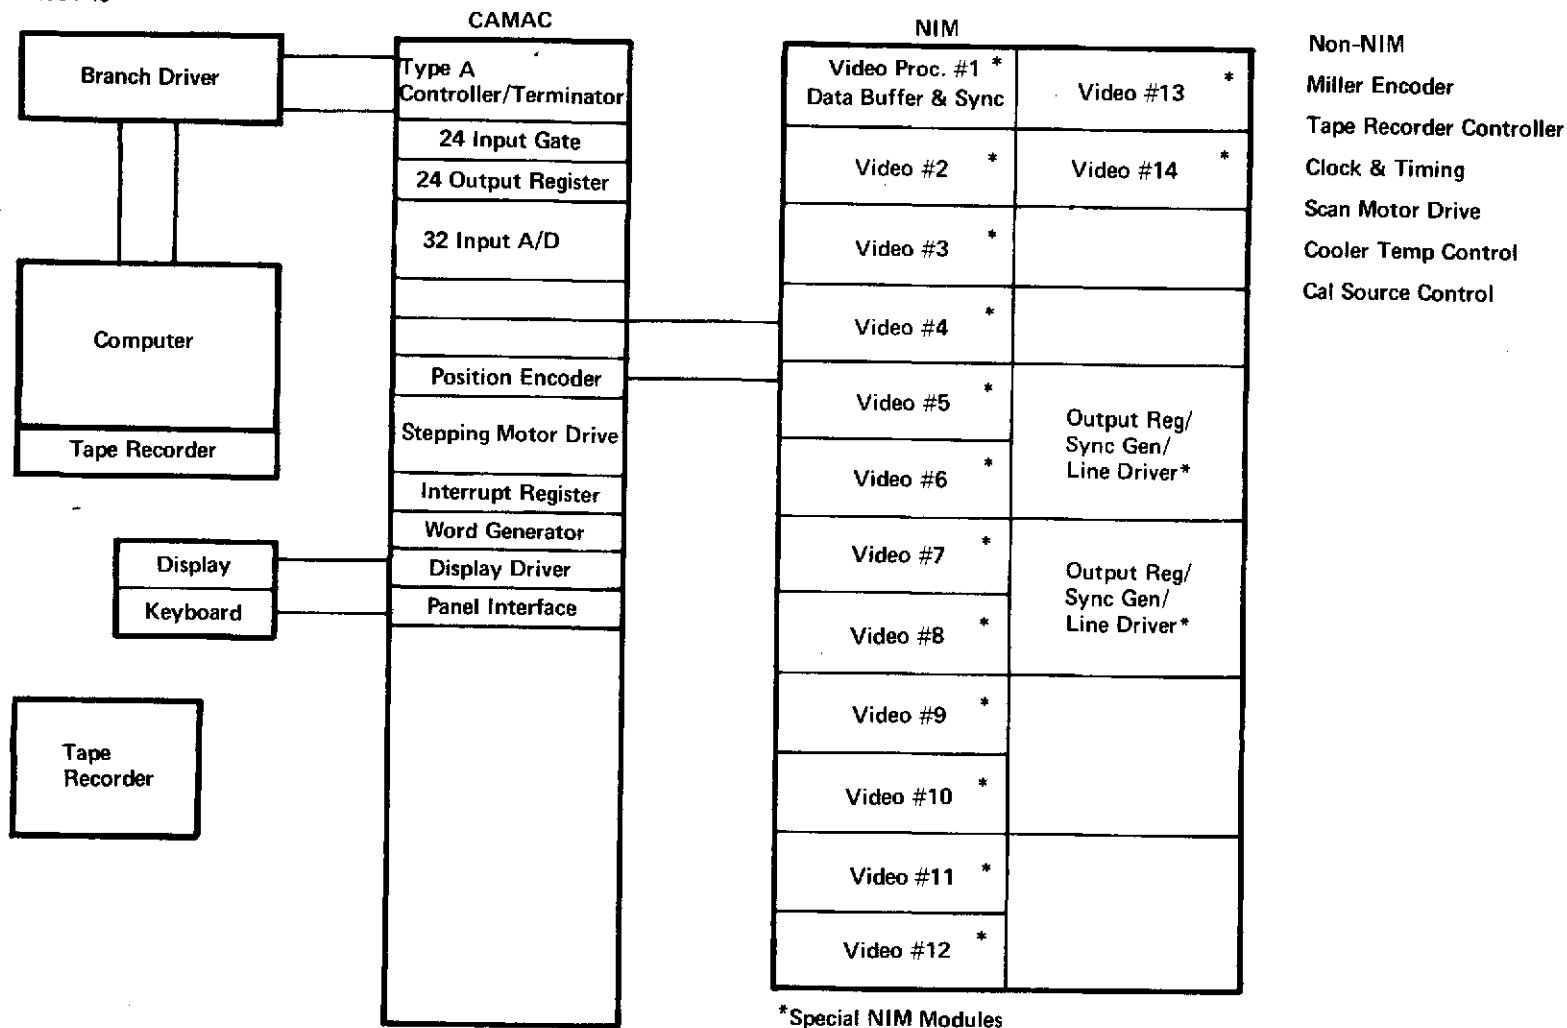 CAMAC
NIM
Branch Driver
Type A
Controller/Terminator
24 Input Gate
24 Output Register
32 Input A/D
Position Encoder
Stepping Motor Drive
Interrupt Register
Word Generator
Display Driver
Panel Interface
Computer
Tape Recorder
Display
Keyboard
Tape
Recorder
Video Proc. #1 *
Data Buffer & Sync
Video #2 *
Video #3 *
Video #4 *
Video #5 *
Video #6 *
Video #7 *
Video #8 *
Video #9 *
Video #10 *
Video #11 *
Video #12 *
Video #13 *
Video #14 *
Output Reg/
Sync Gen/
Line Driver*
Output Reg/
Sync Gen/
Line Driver*
*Special NIM Modules
Non-NIM
Miller Encoder
Tape Recorder Controller
Clock & Timing
Scan Motor Drive
Cooler Temp Control
Cal Source Control